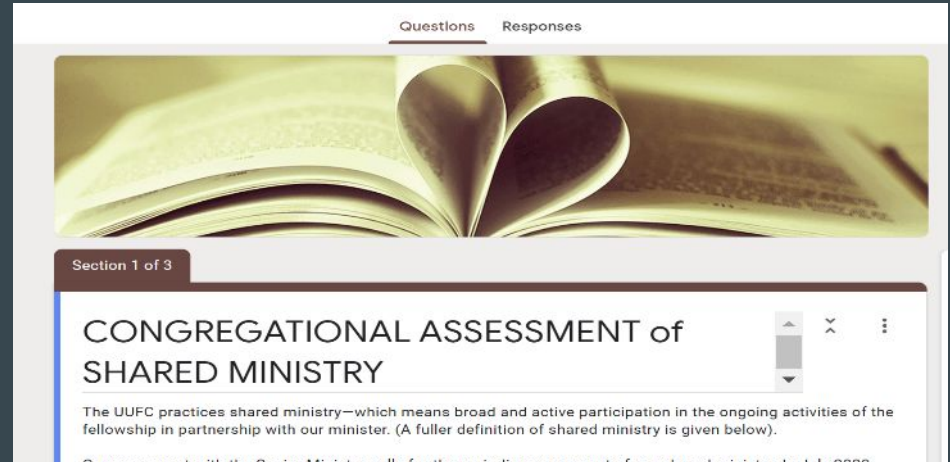 Questions Responses
Section 1 of 3
CONGREGATIONAL ASSESSMENT of
SHARED MINISTRY
The UUFC practices shared ministry—which means broad and active participation in the ongoing activities of the
fellowship in partnership with our minister. (A fuller definition of shared ministry is given below).